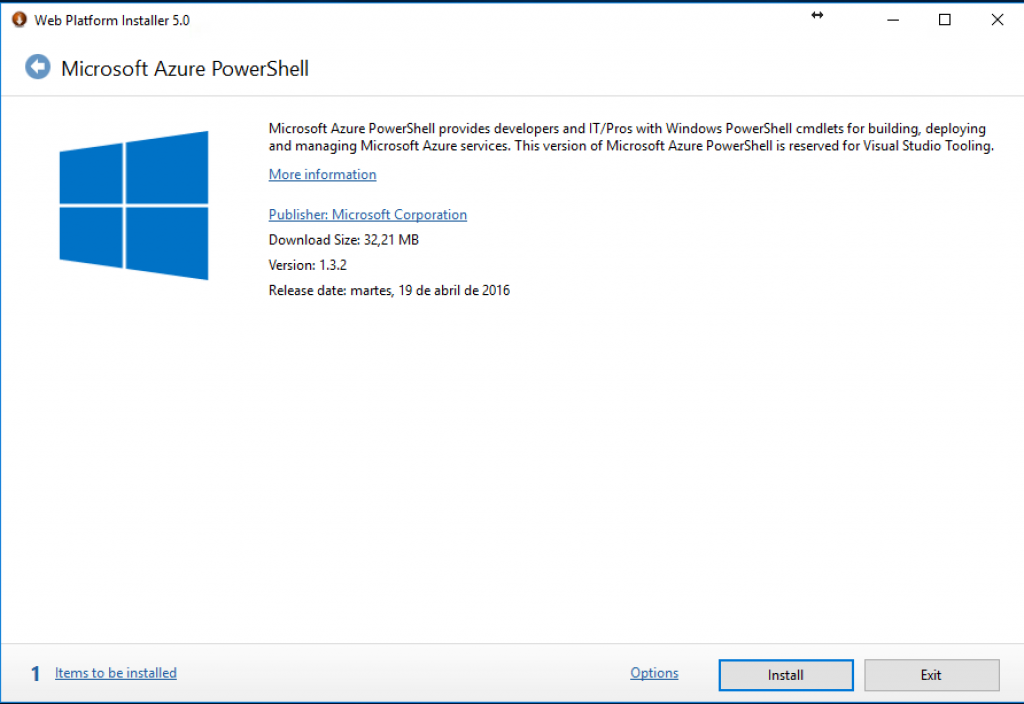 Web Platform Installer 5.0
Microsoft Azure PowerShell
Microsoft Azure PowerShell provides developers and IT/Pros with Windows PowerShell cmdlets for building, deploying
and managing Microsoft Azure services. This version of Microsoft Azure PowerShell is reserved for Visual Studio Tooling.
More information
Publisher: Microsoft Corporation
Download Size: 32,21 MB
Version: 1.3.2
Release date: martes, 19 de abril de 2016
1 Items to be installed
Options
Install
Exit